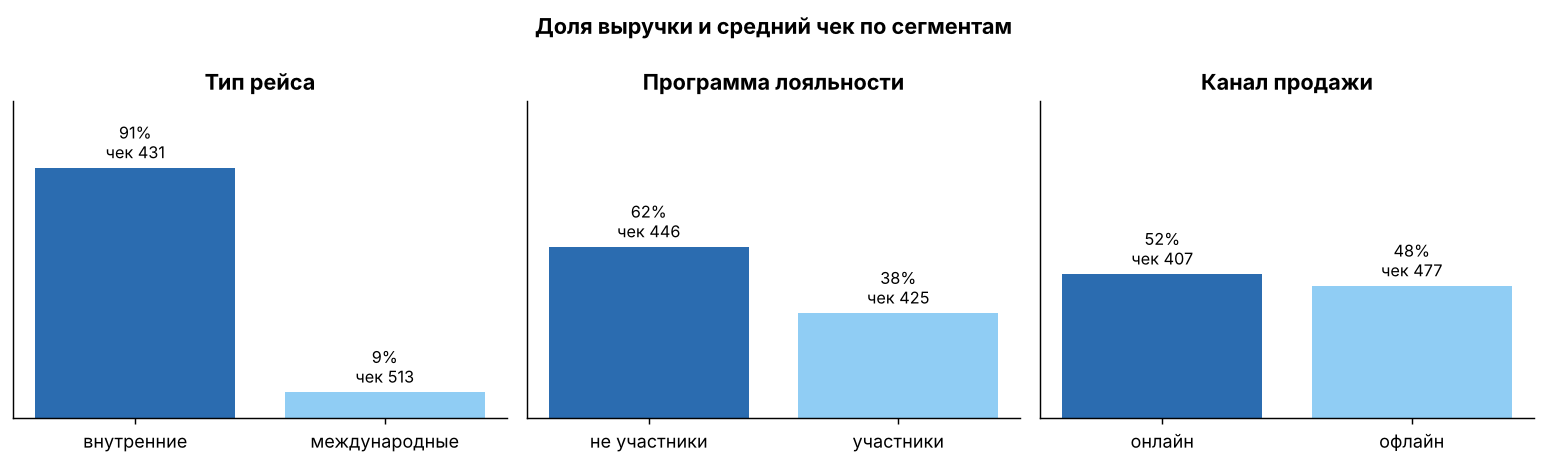 Доля выручки и средний чек по сегментам
Тип рейса
91%
чек 431
9%
чек 513
внутренние
международные
Программа лояльности
62%
чек 446
38%
чек 425
не участники
участники
Канал продажи
52%
чек 407
48%
чек 477
онлайн
офлайн